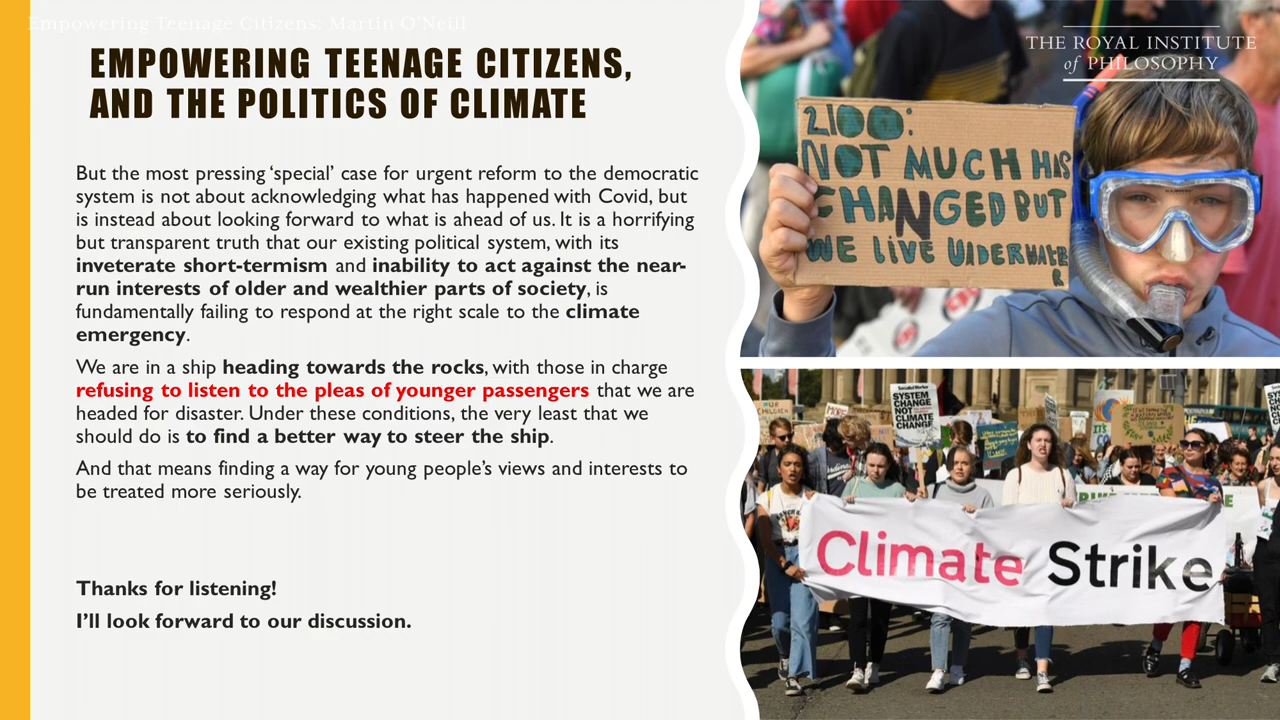 Empowering Teenage Citizens. Martin O'Neill
EMPOWERING TEENAGE CITIZENS,
AND THE POLITICS OF CLIMATE
But the most pressing ‘special’ case for urgent reform to the democratic
system is not about acknowledging what has happened with Covid, but
is instead about looking forward to what is ahead of us. It is a horrifying
but transparent truth that our existing political system, with its
inveterate short-termism and inability to act against the near-
run interests of older and wealthier parts of society, is
fundamentally failing to respond at the right scale to the climate
emergency.
We are in a ship heading towards the rocks, with those in charge
refusing to listen to the pleas of younger passengers that we are
headed for disaster. Under these conditions, the very least that we
should do is to find a better way to steer the ship.
And that means finding a way for young people’s views and interests to
be treated more seriously.
Thanks for listening!
I’ll look forward to our discussion.
THE ROYAL INSTITUTE
of PHILOSOPHY
2100:
NOT MUCH HAS
CHANGED BUT
WE LIVE UNDERWATE
R
Socialist Worker
SYSTEM
CHANGE
NOT
CLIMATE
CHANGE
Climate Strike